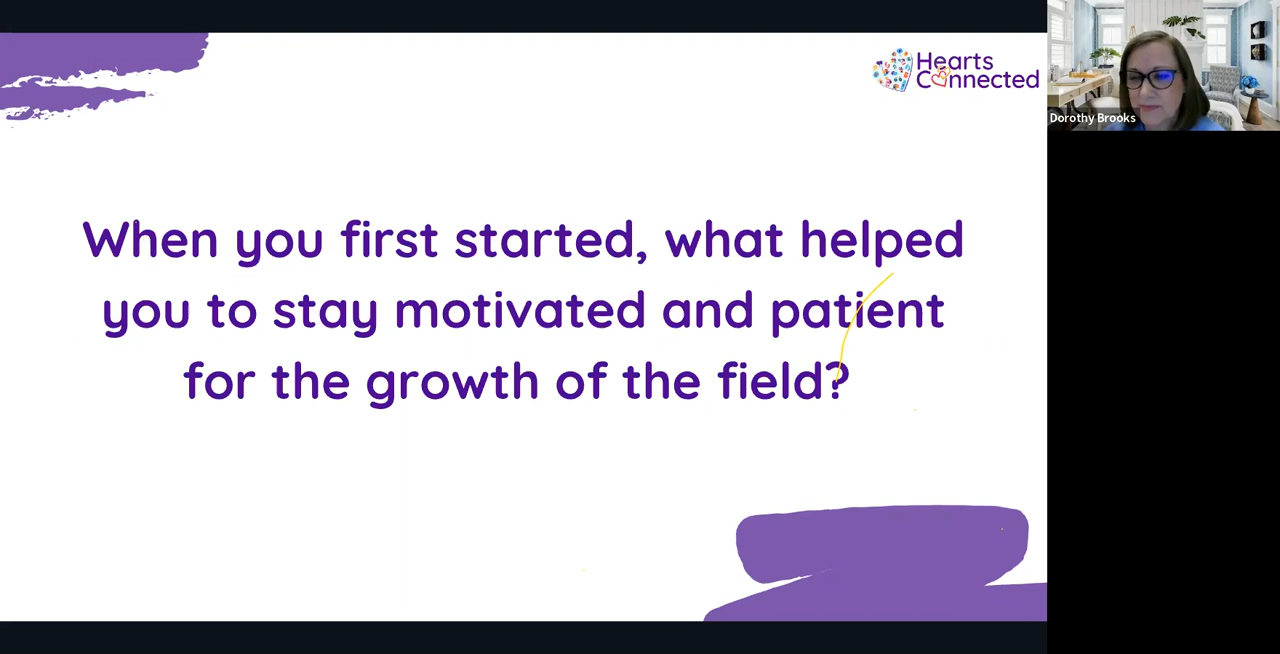 Hearts
Connected
Dorothy Brooks
When you first started, what helped
you to stay motivated and patient
for the growth of the field?